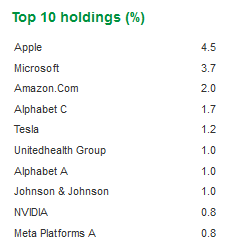 Top 10 holdings (%)
Apple 4.5
Microsoft 3.7
Amazon.Com 2.0
Alphabet C 1.7
Tesla 1.2
Unitedhealth Group 1.0
Alphabet A 1.0
Johnson & Johnson 1.0
NVIDIA 0.8
Meta Platforms A 0.8